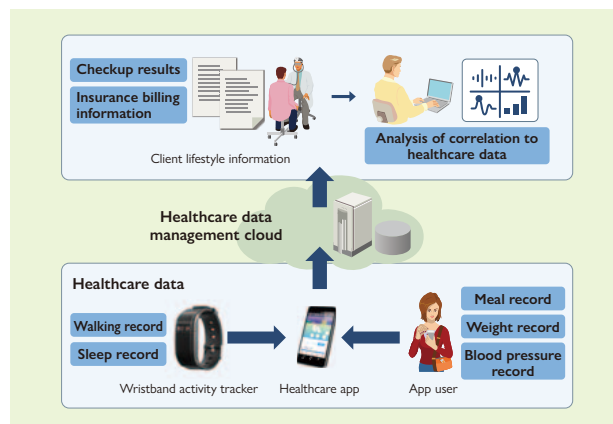 Checkup results
Insurance billing
information
Client lifestyle information
Analysis of correlation to
healthcare data
Healthcare data
management cloud
Healthcare data
Walking record
Sleep record
Wristband activity tracker
Healthcare app
App user
Meal record
Weight record
Blood pressure
record